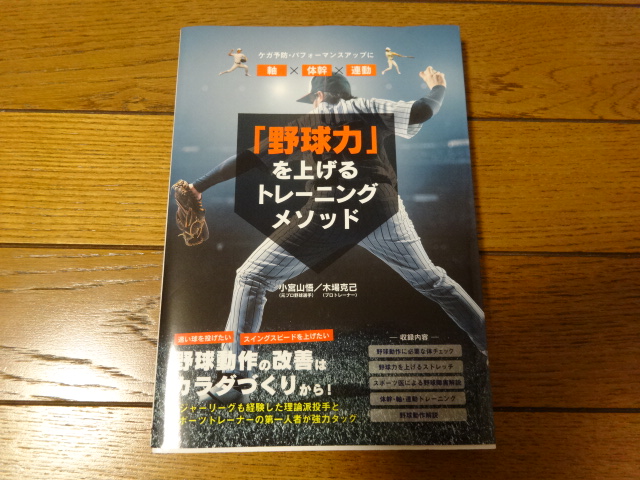 ケガ予防・パフォーマンスアップに
軸×体幹×連動
「野球力」
を上げる
トレーニング
メソッド
小宮山悟/木場克己
(元プロ野球選手) (プロトレーナー)
速い球を投げたい スイングスピードを上げたい
野球動作の改善は
カラダづくりから!
ジャーリーグも経験した理論派投手と
ポーツトレーナーの第一人者が強力タッグ
収録内容
野球動作に必要な体チェック
野球力を上げるストレッチ
スポーツ医による野球障害解説
体幹・軸・連動トレーニング
野球動作解説